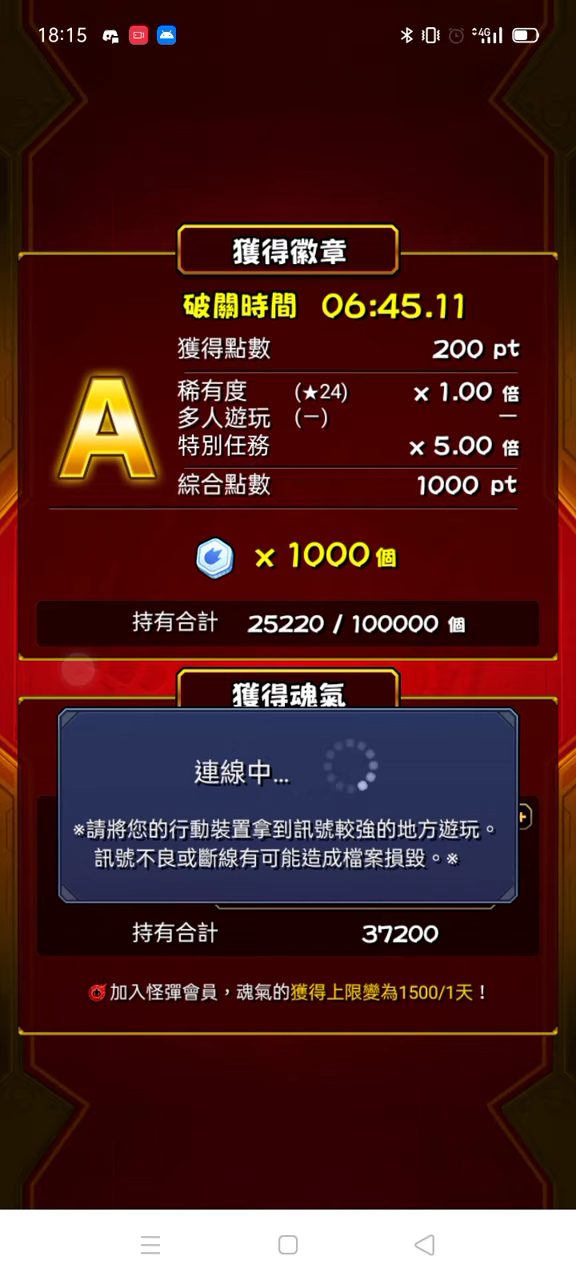 18:15 4G
獲得徽章
破關時間 06:45.11
獲得點數 200 pt
A
稀有度 (★24) × 1.00 倍
多人遊玩 (－) －
特別任務 × 5.00 倍
綜合點數 1000 pt
× 1000 個
持有合計 25220 / 100000 個
獲得魂氣
連線中...
※請將您的行動裝置拿到訊號較強的地方遊玩。
訊號不良或斷線有可能造成檔案損毀。※
+
持有合計 37200
加入怪彈會員，魂氣的獲得上限變為1500/1天！